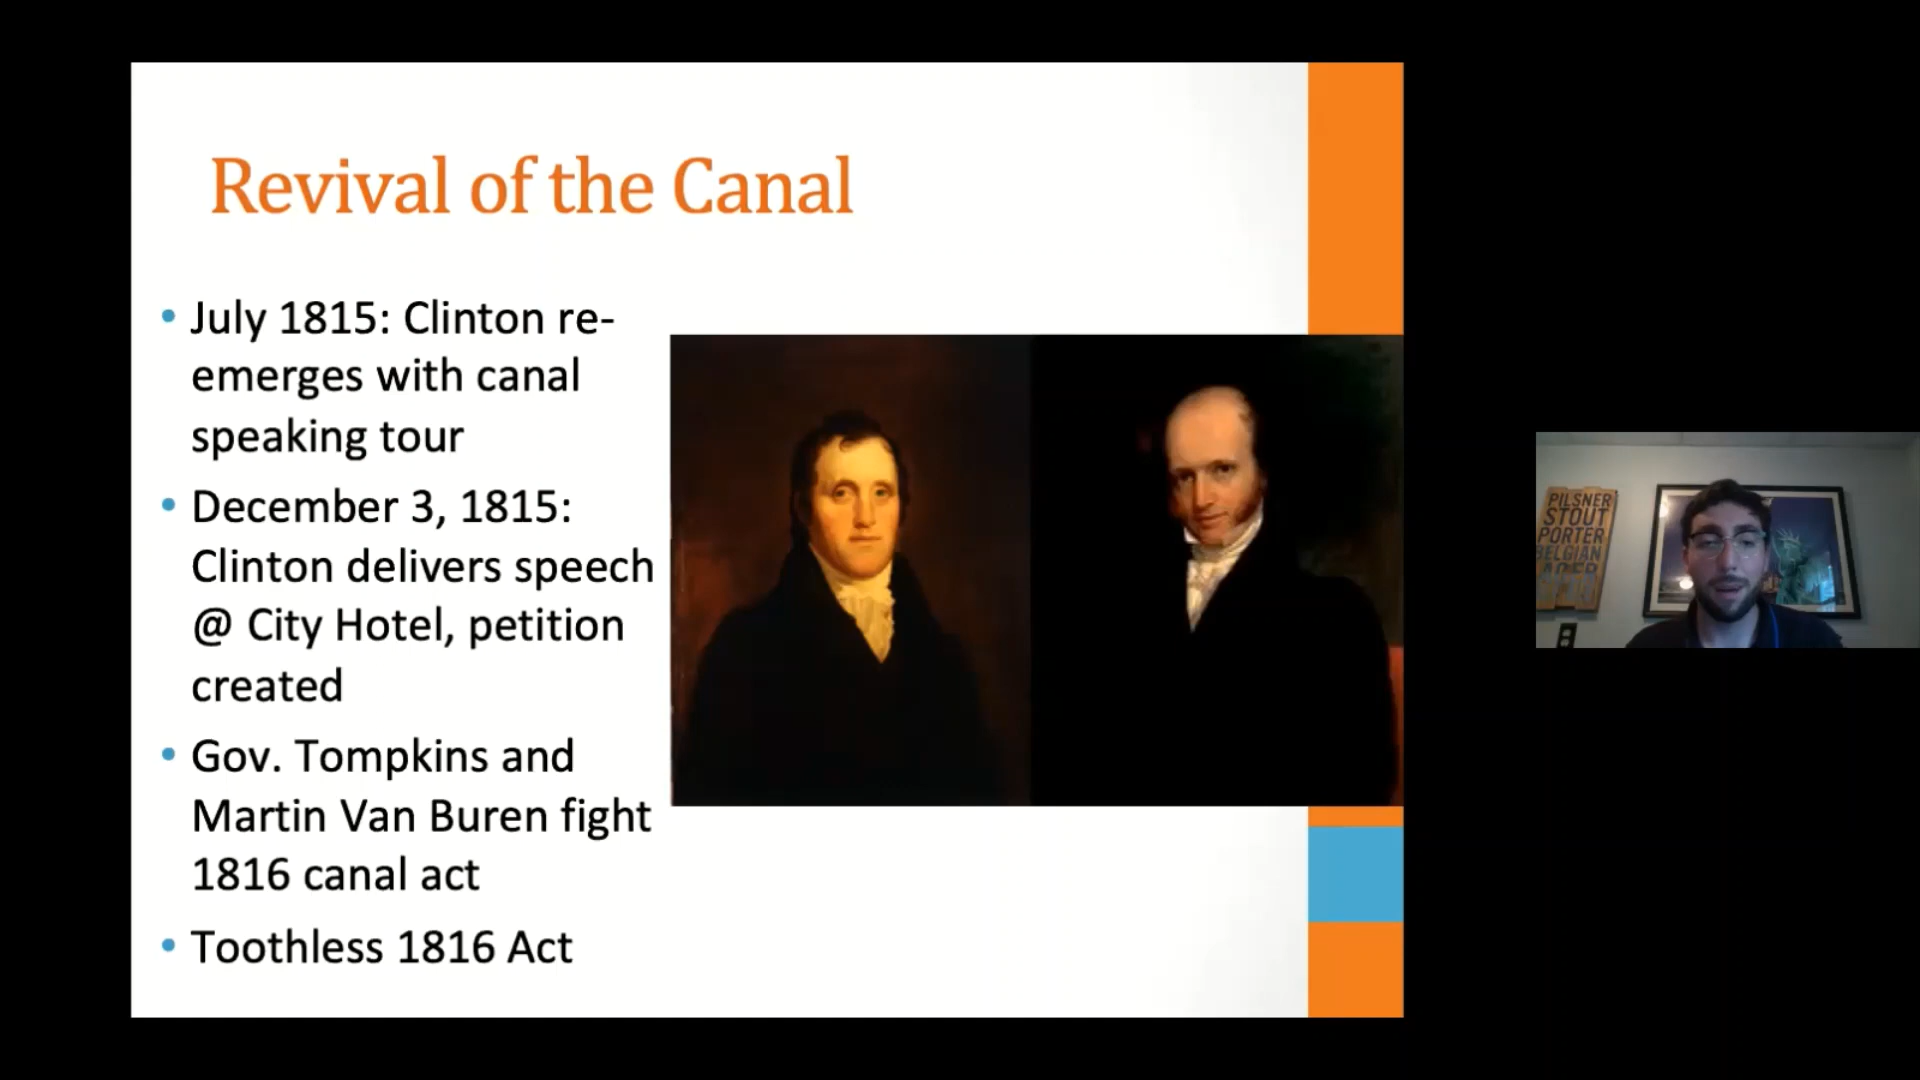 Revival of the Canal
• July 1815: Clinton re-
emerges with canal
speaking tour
• December 3, 1815:
Clinton delivers speech
@ City Hotel, petition
created
• Gov. Tompkins and
Martin Van Buren fight
1816 canal act
• Toothless 1816 Act
PILSNER
STOUT
PORTER
BELGIAN